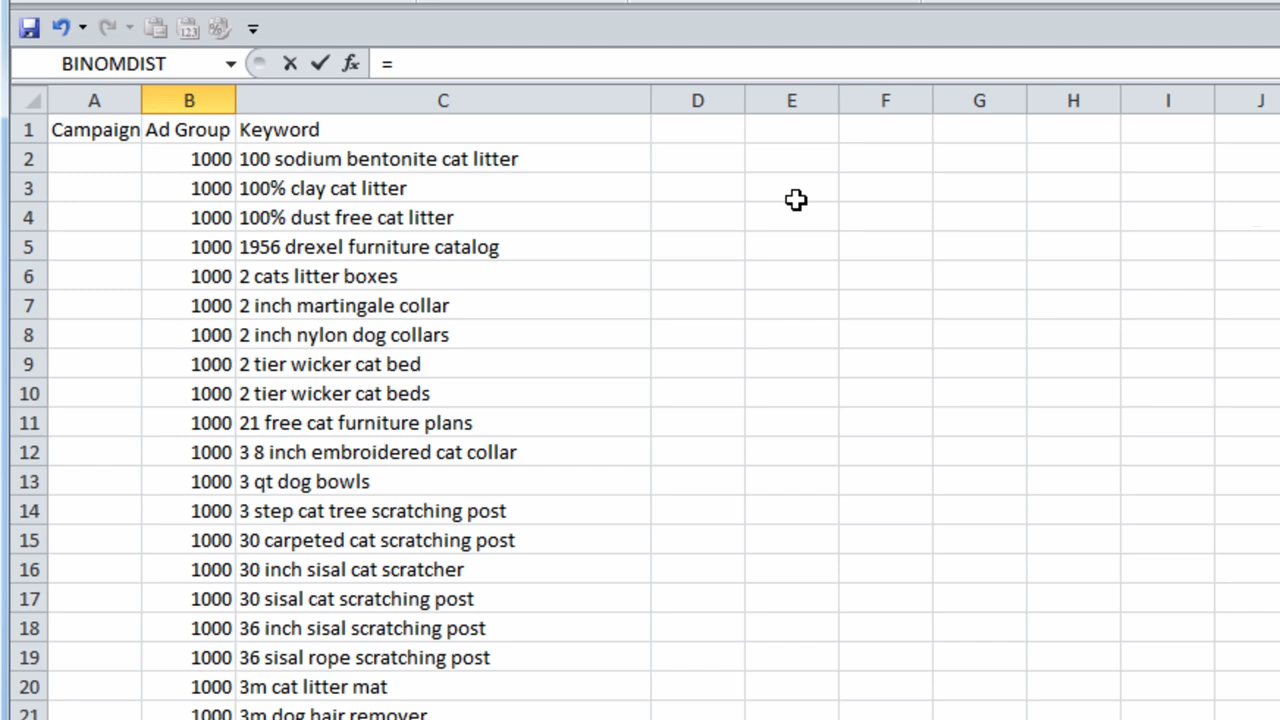 123
BINOMDIST fx =
A B C D E F G H I J
1 Campaign Ad Group Keyword
2 1000 100 sodium bentonite cat litter
3 1000 100% clay cat litter
4 1000 100% dust free cat litter
5 1000 1956 drexel furniture catalog
6 1000 2 cats litter boxes
7 1000 2 inch martingale collar
8 1000 2 inch nylon dog collars
9 1000 2 tier wicker cat bed
10 1000 2 tier wicker cat beds
11 1000 21 free cat furniture plans
12 1000 3 8 inch embroidered cat collar
13 1000 3 qt dog bowls
14 1000 3 step cat tree scratching post
15 1000 30 carpeted cat scratching post
16 1000 30 inch sisal cat scratcher
17 1000 30 sisal cat scratching post
18 1000 36 inch sisal scratching post
19 1000 36 sisal rope scratching post
20 1000 3m cat litter mat
21 1000 3m dog hair remover